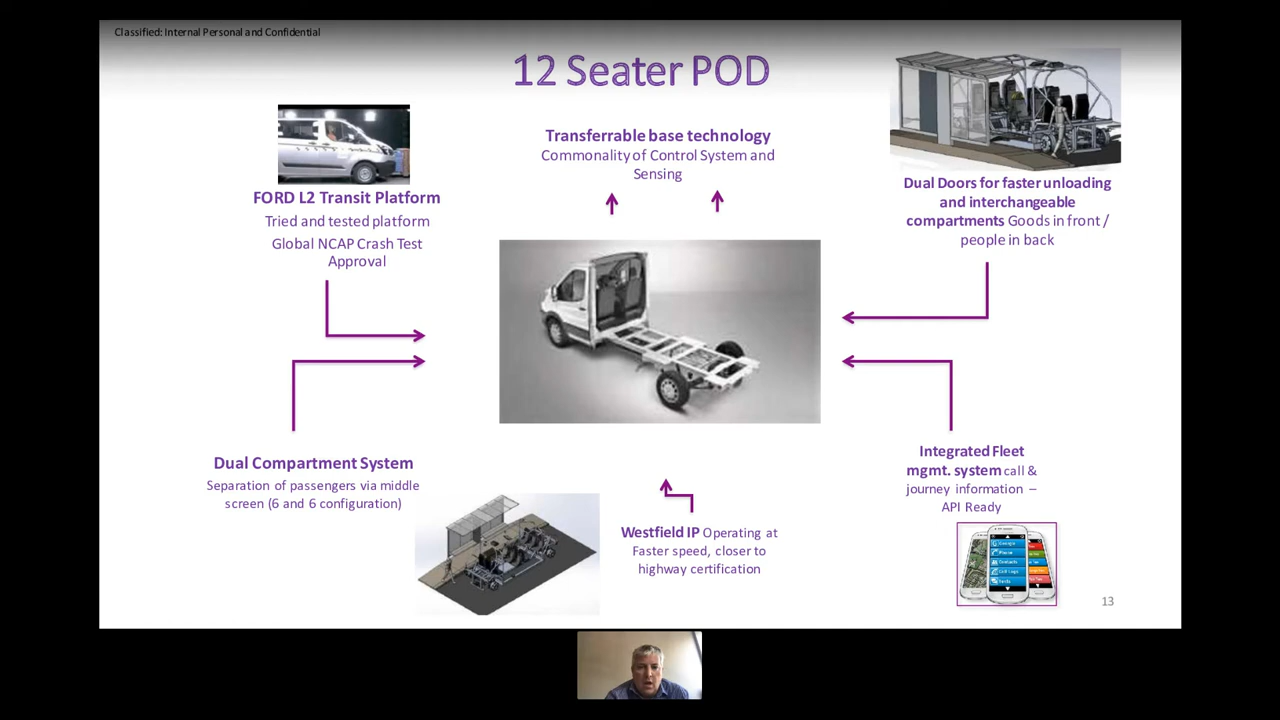 Classified: Internal Personal and Confidential
12 Seater POD
FORD L2 Transit Platform
Tried and tested platform
Global NCAP Crash Test
Approval
Transferrable base technology
Commonality of Control System and
Sensing
Dual Doors for faster unloading
and interchangeable
compartments Goods in front /
people in back
Dual Compartment System
Separation of passengers via middle
screen (6 and 6 configuration)
Westfield IP Operating at
Faster speed, closer to
highway certification
Integrated Fleet
mgmt. system call &
journey information –
API Ready
Phone
Contacts
Call Logs
13